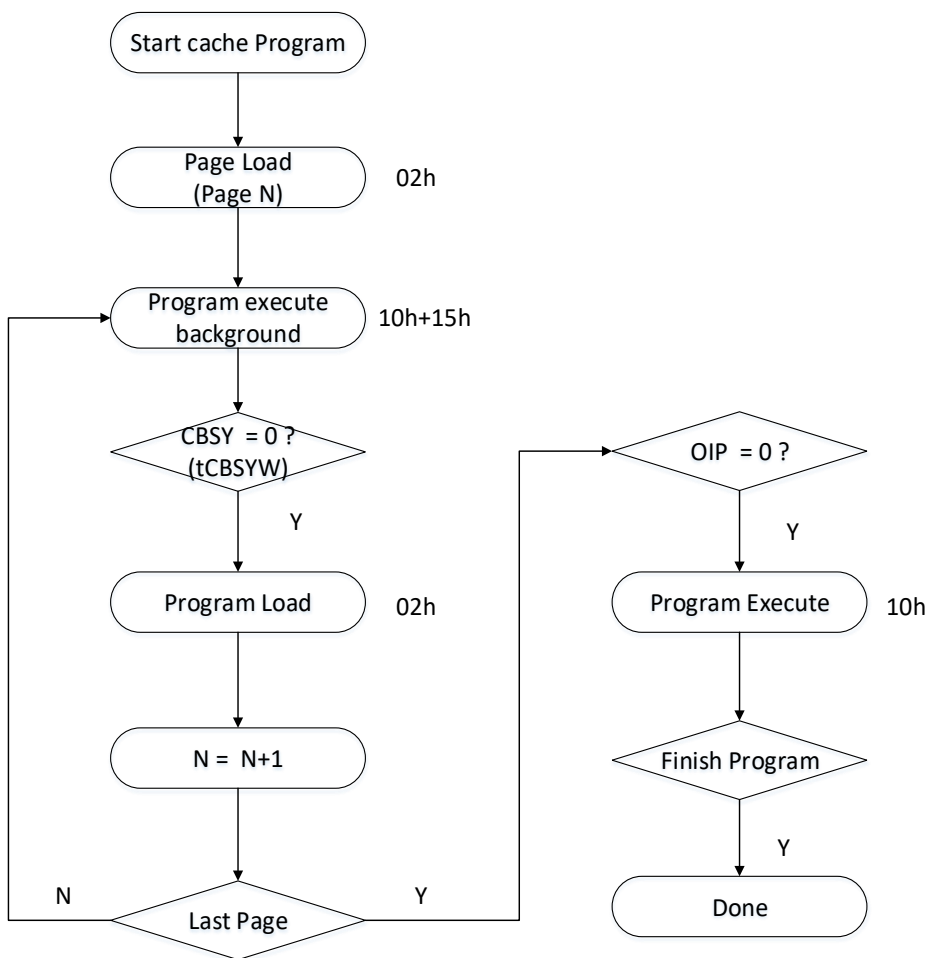 Start cache Program
Page Load
(Page N)
02h
Program execute
background
10h+15h
CBSY = 0 ?
(tCBSYW)
Y
Program Load
02h
N = N+1
N
Last Page
Y
OIP = 0 ?
Y
Program Execute
10h
Finish Program
Y
Done